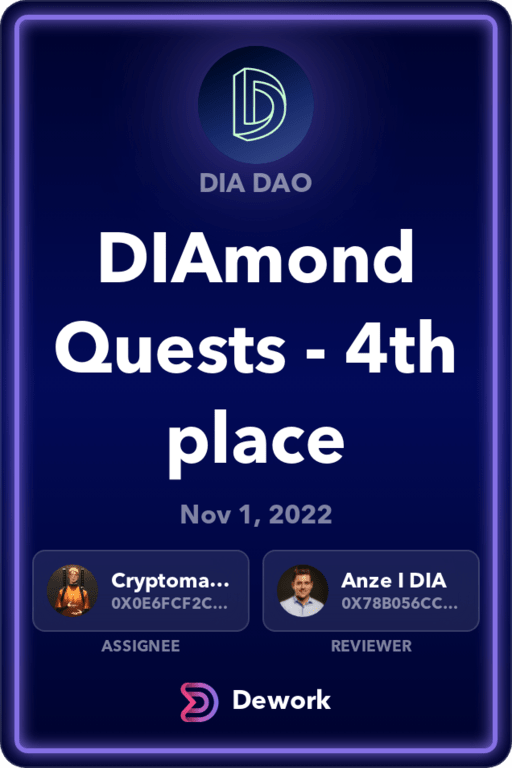 DIA DAO
DIAmond
Quests - 4th
place
Nov 1, 2022
Cryptoma...
0X0E6FCF2C...
ASSIGNEE
Anze I DIA
0X78B056CC...
REVIEWER
Dework